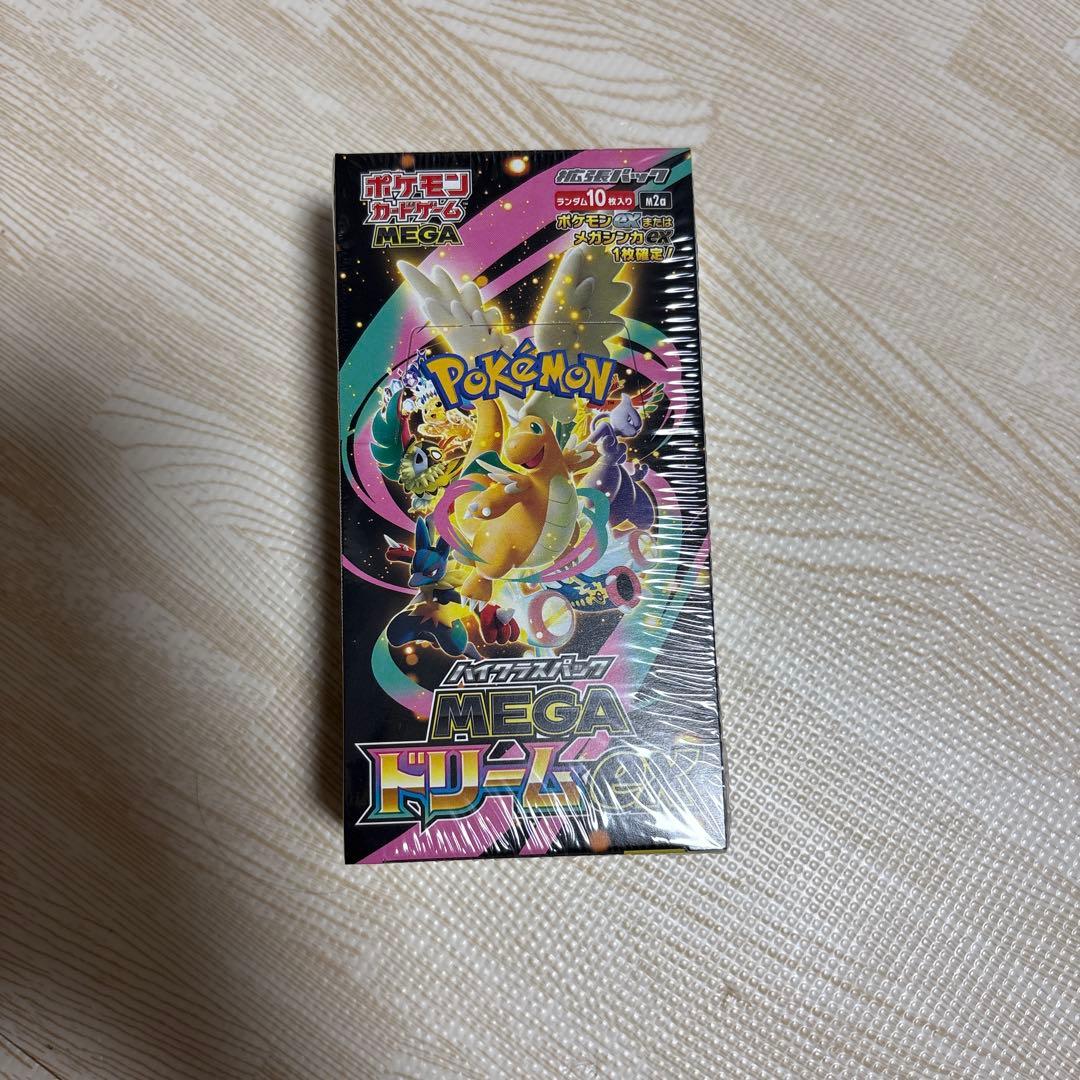 ポケモン
カードゲーム
MEGA
拡張パック
ランダム10枚入り M2a
ポケモンexまたは
メガシンカex
1枚確定!
POKÉMON
ハイクラスパック
MEGA
ドリームex